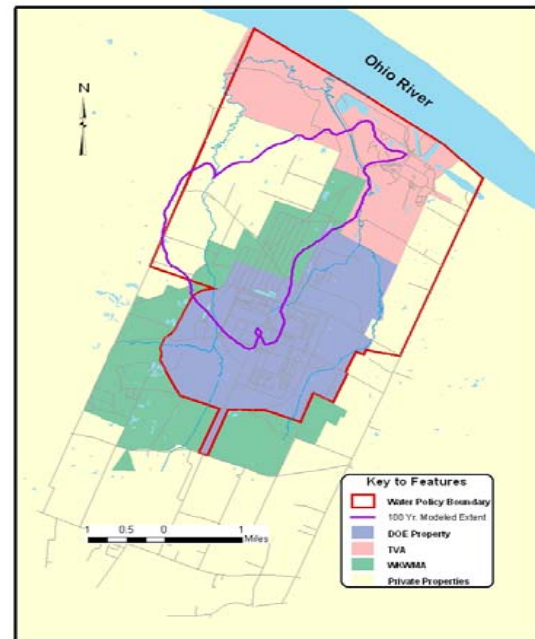 Ohio River
N
Key to Features
Water Policy Boundary
100 Yr. Modeled Extent
DOE Property
TVA
WKWMA
Private Properties
1 0.5 0 1
Miles